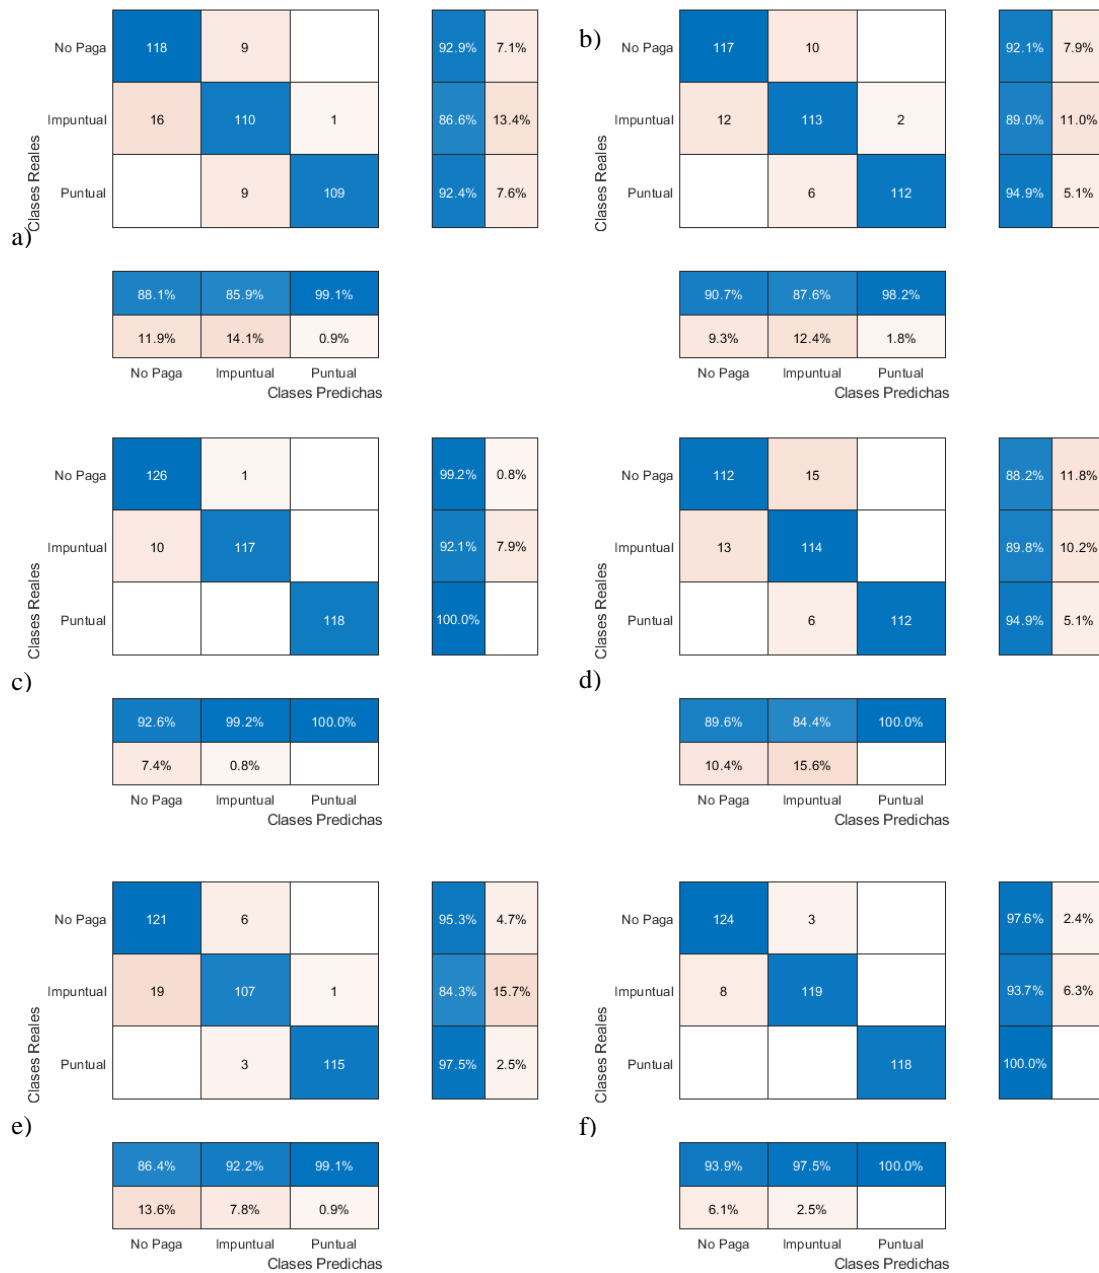 No Paga 118 9 92.9% 7.1%
Impuntual 16 110 1 86.6% 13.4%
Puntual 9 109 92.4% 7.6%
Clases Reales
a)
88.1% 85.9% 99.1%
11.9% 14.1% 0.9%
No Paga Impuntual Puntual
Clases Predichas
b)
No Paga 117 10 92.1% 7.9%
Impuntual 12 113 2 89.0% 11.0%
Puntual 6 112 94.9% 5.1%
Clases Reales
90.7% 87.6% 98.2%
9.3% 12.4% 1.8%
No Paga Impuntual Puntual
Clases Predichas
No Paga 126 1 99.2% 0.8%
Impuntual 10 117 92.1% 7.9%
Puntual 118 100.0%
Clases Reales
c)
92.6% 99.2% 100.0%
7.4% 0.8%
No Paga Impuntual Puntual
Clases Predichas
No Paga 112 15 88.2% 11.8%
Impuntual 13 114 89.8% 10.2%
Puntual 6 112 94.9% 5.1%
Clases Reales
d)
89.6% 84.4% 100.0%
10.4% 15.6%
No Paga Impuntual Puntual
Clases Predichas
No Paga 121 6 95.3% 4.7%
Impuntual 19 107 1 84.3% 15.7%
Puntual 3 115 97.5% 2.5%
Clases Reales
e)
86.4% 92.2% 99.1%
13.6% 7.8% 0.9%
No Paga Impuntual Puntual
Clases Predichas
No Paga 124 3 97.6% 2.4%
Impuntual 8 119 93.7% 6.3%
Puntual 118 100.0%
Clases Reales
f)
93.9% 97.5% 100.0%
6.1% 2.5%
No Paga Impuntual Puntual
Clases Predichas